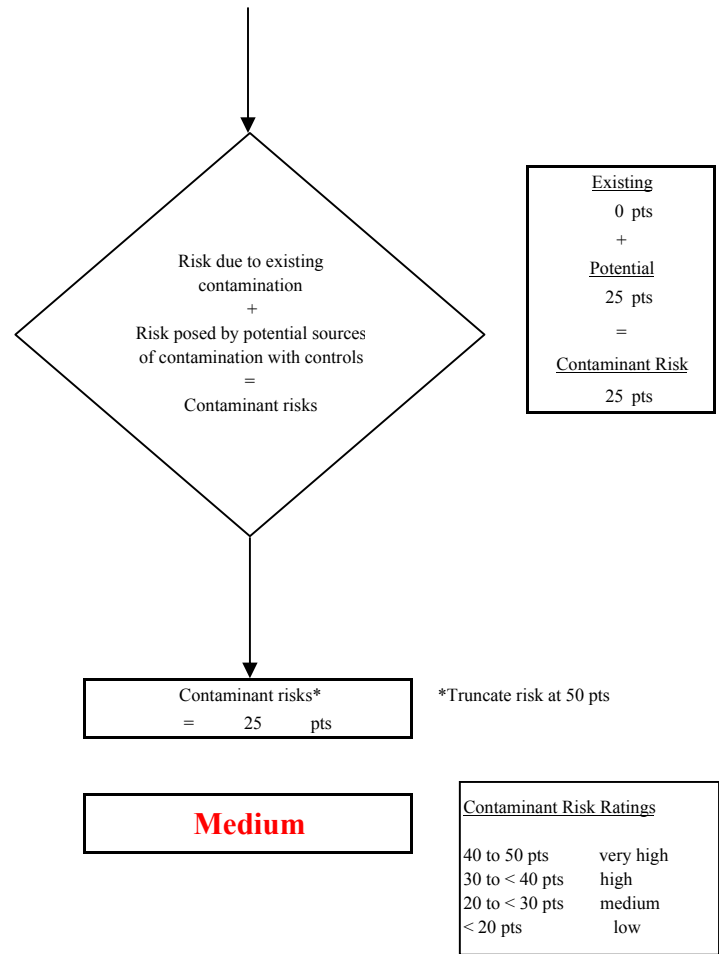 Risk due to existing
contamination
+
Risk posed by potential sources
of contamination with controls
=
Contaminant risks
Existing
0 pts
+
Potential
25 pts
=
Contaminant Risk
25 pts
Contaminant risks*
= 25 pts
*Truncate risk at 50 pts
Medium
Contaminant Risk Ratings
40 to 50 pts very high
30 to < 40 pts high
20 to < 30 pts medium
< 20 pts low